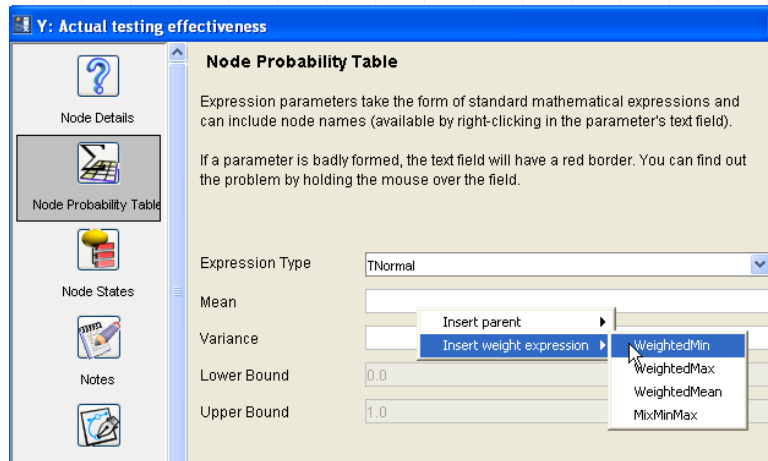 Y: Actual testing effectiveness
Node Details
Node Probability Table
Node States
Notes
Node Probability Table
Expression parameters take the form of standard mathematical expressions and
can include node names (available by right-clicking in the parameter's text field).
If a parameter is badly formed, the text field will have a red border. You can find out
the problem by holding the mouse over the field.
Expression Type
TNormal
Mean
Variance
Lower Bound
0.0
Upper Bound
1.0
Insert parent
Insert weight expression
WeightedMin
WeightedMax
WeightedMean
MixMinMax